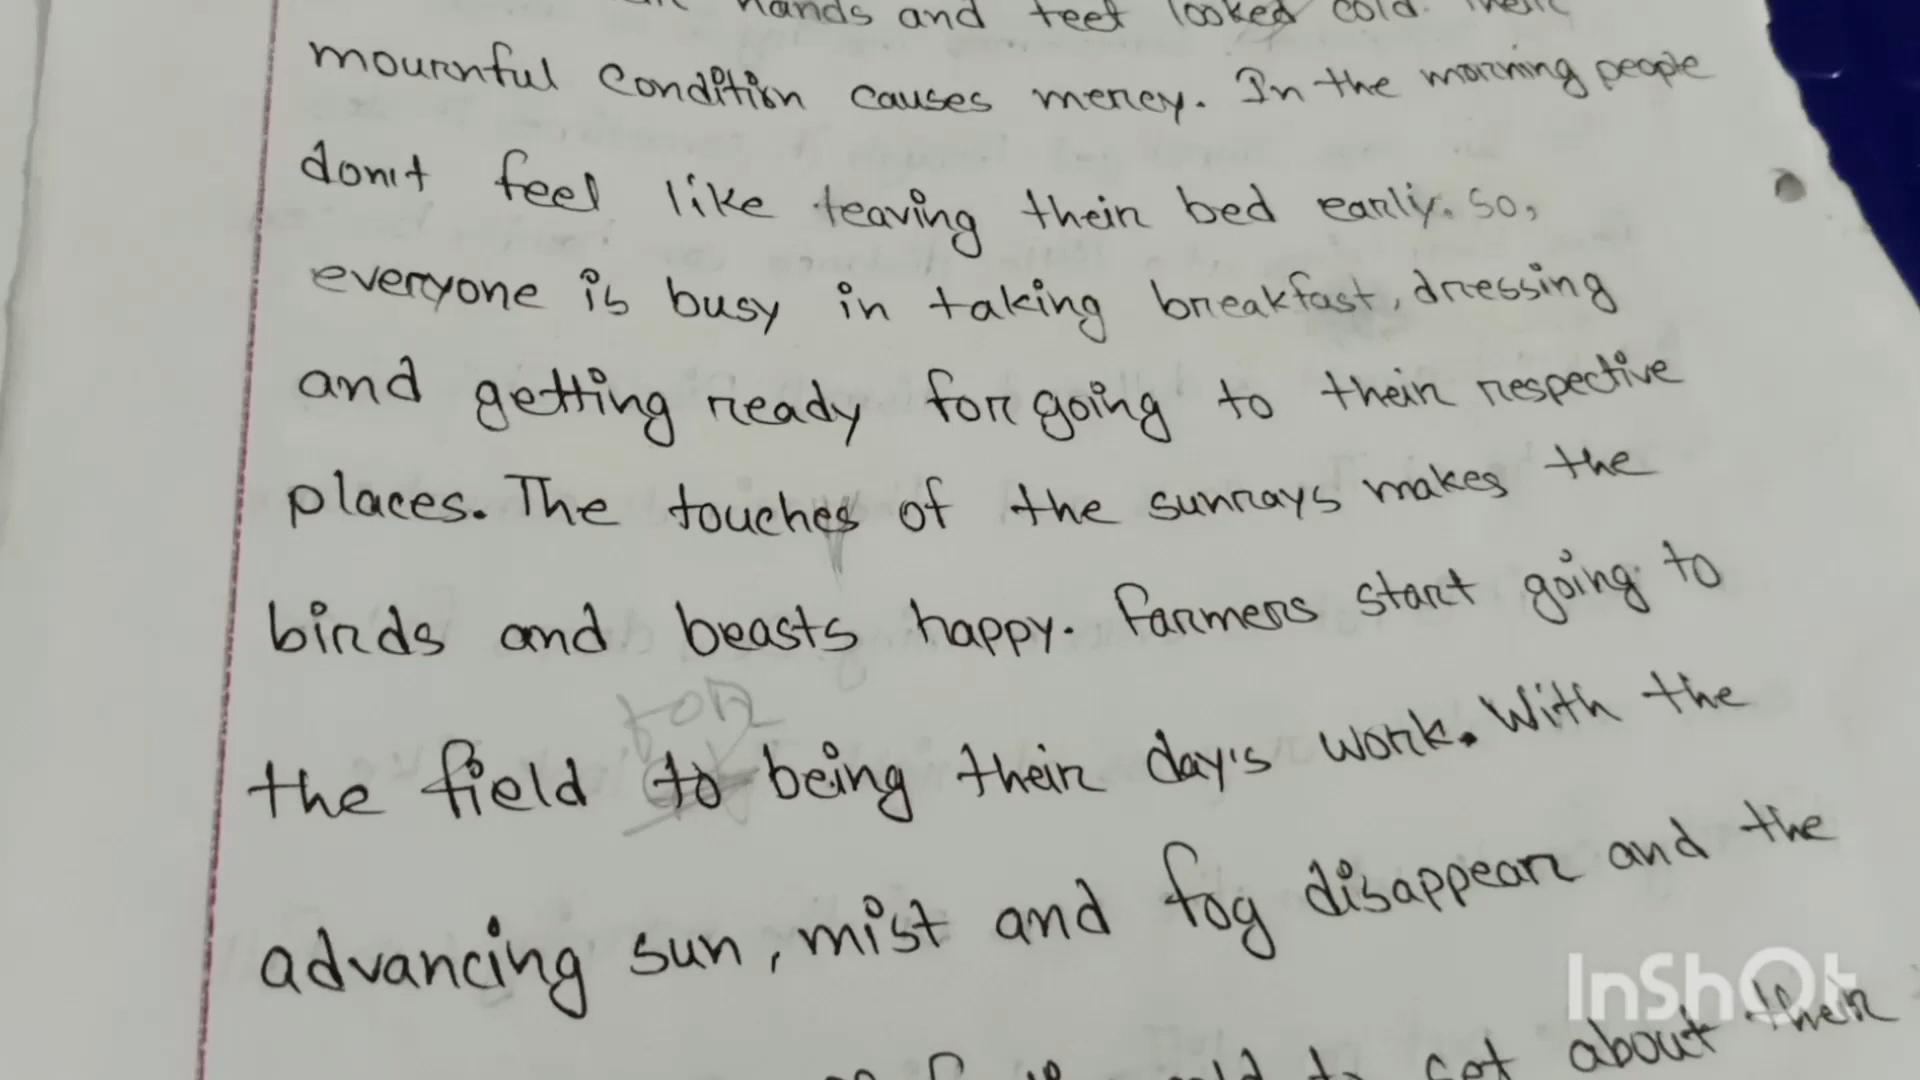 hands and feet looked cold. Their
mournful condition causes mercy. In the morning people
don't feel like leaving their bed early. So,
everyone is busy in taking breakfast, dressing
and getting ready for going to their respective
places. The touches of the sunrays makes the
birds and beasts happy. Farmers start going to
for
the field to being their day's work. With the
advancing sun, mist and fog disappear and the
InShOt
get about their